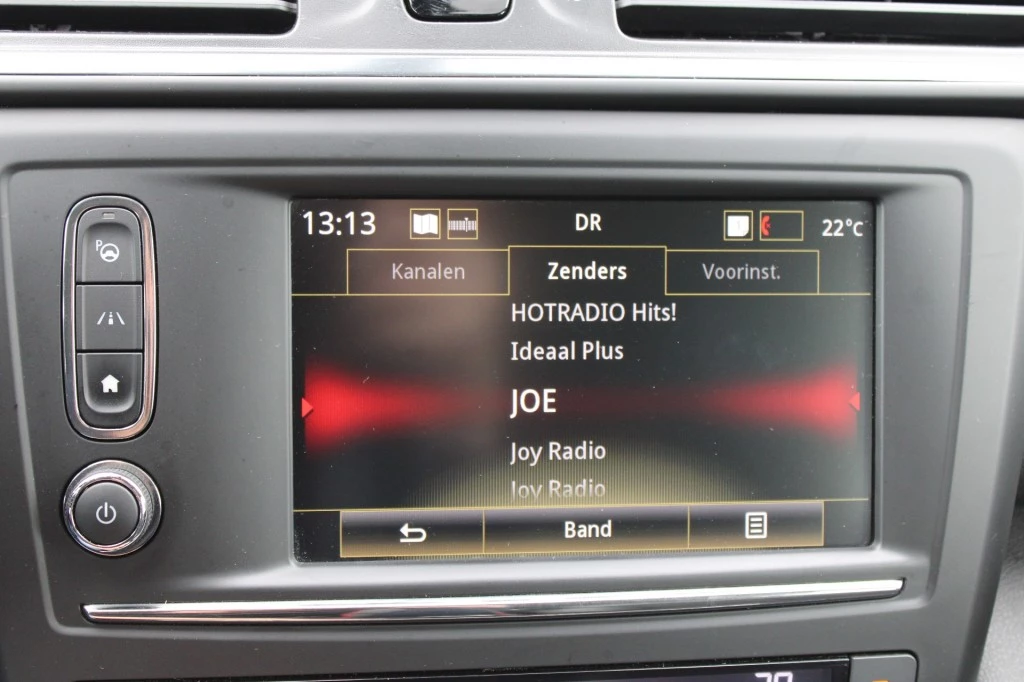 13:13 DR 22°C
Kanalen Zenders Voorinst.
P
HOTRADIO Hits!
Ideaal Plus
JOE
Joy Radio
Joy Radio
Band